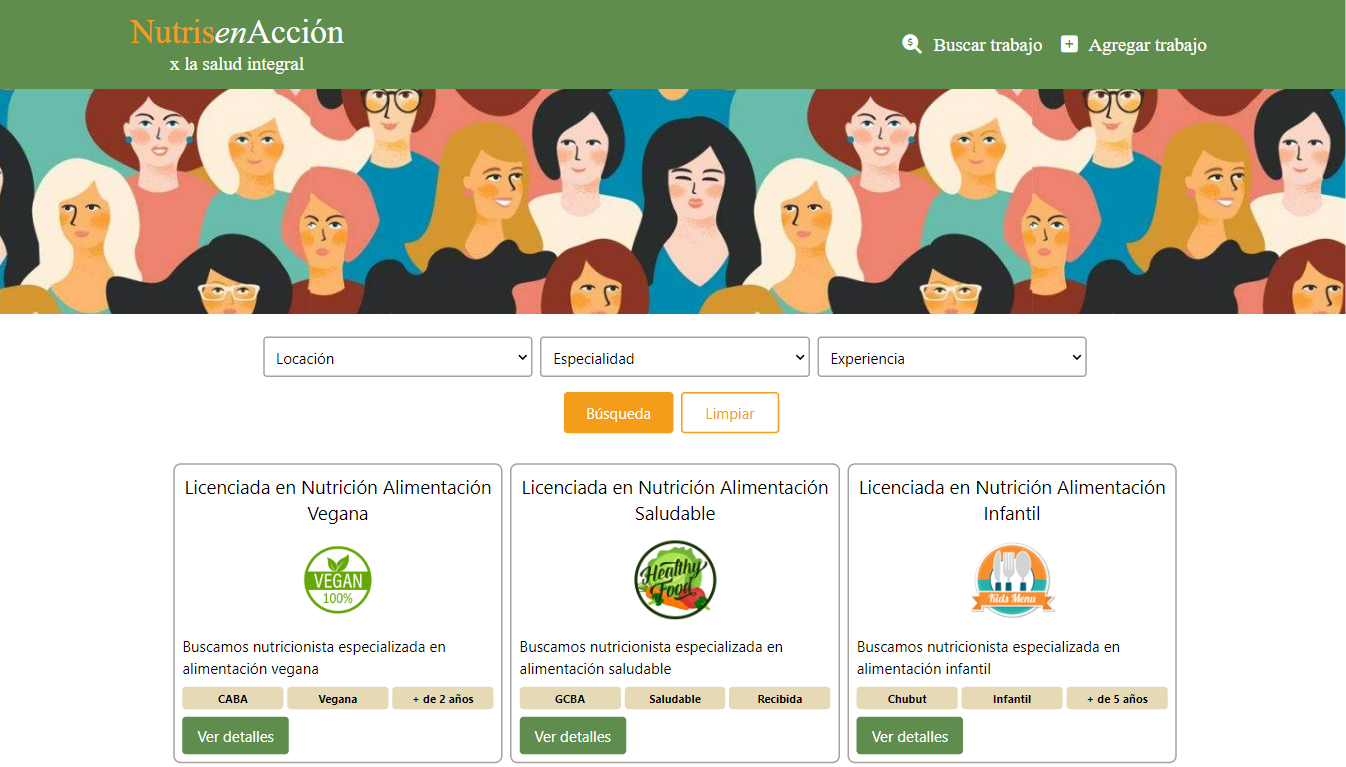 NutrisenAcción
x la salud integral
Buscar trabajo
Agregar trabajo
Locación
Especialidad
Experiencia
Búsqueda
Limpiar
Licenciada en Nutrición Alimentación
Vegana
VEGAN
100%
Buscamos nutricionista especializada en
alimentación vegana
CABA
Vegana
+ de 2 años
Ver detalles
Licenciada en Nutrición Alimentación
Saludable
Healthy
Food
Buscamos nutricionista especializada en
alimentación saludable
GCBA
Saludable
Recibida
Ver detalles
Licenciada en Nutrición Alimentación
Infantil
Kids Menu
Buscamos nutricionista especializada en
alimentación infantil
Chubut
Infantil
+ de 5 años
Ver detalles